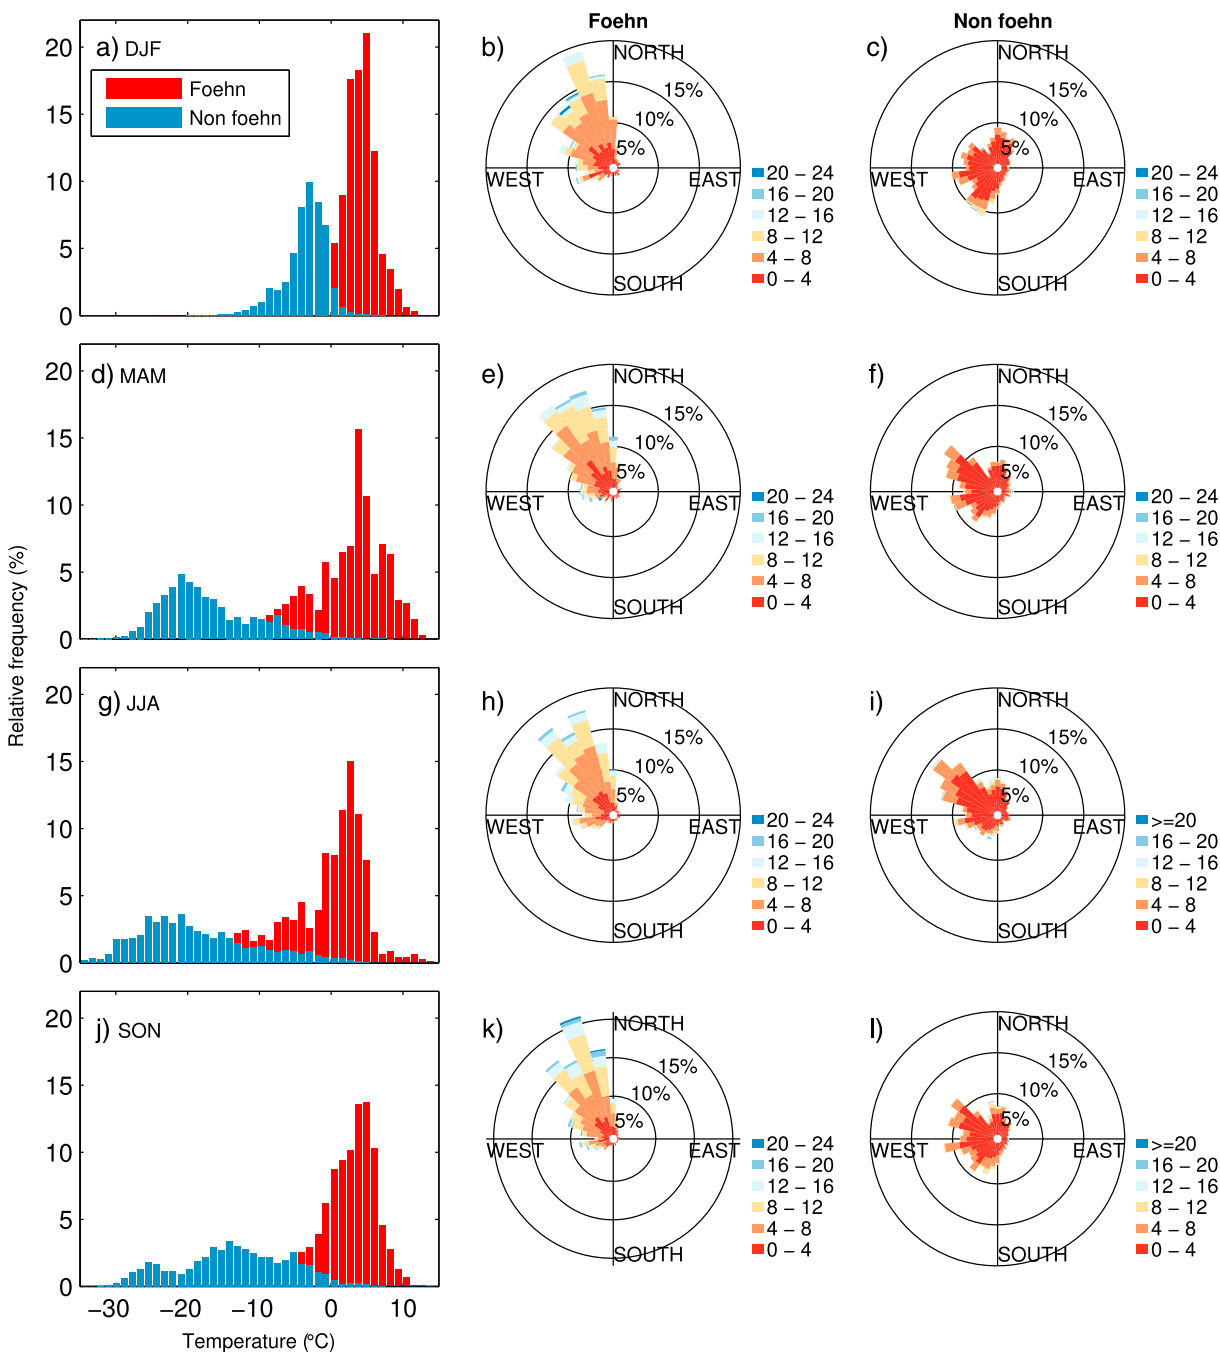 Foehn
Non foehn
a) DJF
Foehn
Non foehn
20
15
10
5
0
b)
NORTH
15%
10%
5%
WEST
EAST
SOUTH
20 – 24
16 – 20
12 – 16
8 – 12
4 – 8
0 – 4
c)
NORTH
15%
10%
5%
WEST
EAST
SOUTH
20 – 24
16 – 20
12 – 16
8 – 12
4 – 8
0 – 4
d) MAM
20
15
10
5
0
e)
NORTH
15%
10%
5%
WEST
EAST
SOUTH
20 – 24
16 – 20
12 – 16
8 – 12
4 – 8
0 – 4
f)
NORTH
15%
10%
5%
WEST
EAST
SOUTH
20 – 24
16 – 20
12 – 16
8 – 12
4 – 8
0 – 4
Relative frequency (%)
g) JJA
20
15
10
5
0
h)
NORTH
15%
10%
5%
WEST
EAST
SOUTH
20 – 24
16 – 20
12 – 16
8 – 12
4 – 8
0 – 4
i)
NORTH
15%
10%
5%
WEST
EAST
SOUTH
>=20
16 – 20
12 – 16
8 – 12
4 – 8
0 – 4
j) SON
20
15
10
5
0
−30 −20 −10 0 10
Temperature (°C)
k)
NORTH
15%
10%
5%
WEST
EAST
SOUTH
20 – 24
16 – 20
12 – 16
8 – 12
4 – 8
0 – 4
l)
NORTH
15%
10%
5%
WEST
EAST
SOUTH
>=20
16 – 20
12 – 16
8 – 12
4 – 8
0 – 4